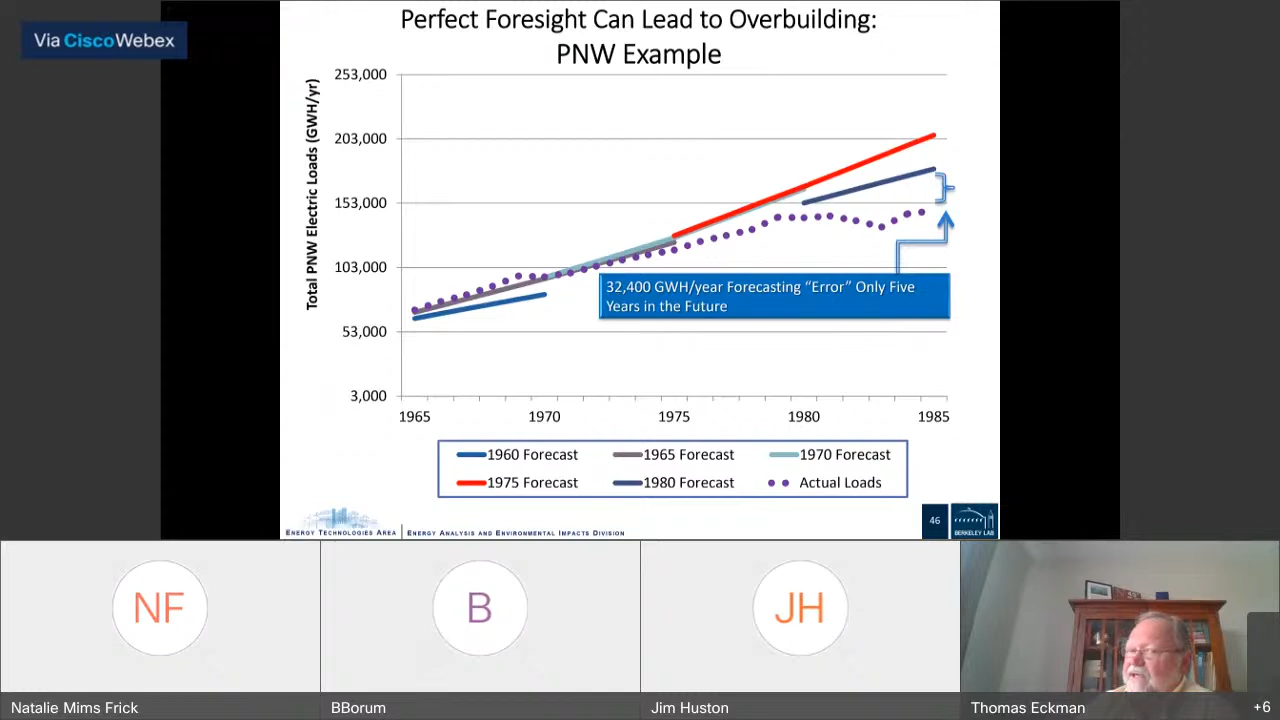 Perfect Foresight Can Lead to Overbuilding:
PNW Example
Via Cisco Webex
Total PNW Electric Loads (GWH/yr)
253,000
203,000
153,000
103,000
53,000
3,000
32,400 GWH/year Forecasting “Error” Only Five
Years in the Future
1965 1970 1975 1980 1985
1960 Forecast 1965 Forecast 1970 Forecast
1975 Forecast 1980 Forecast Actual Loads
ENERGY TECHNOLOGIES AREA ENERGY ANALYSIS AND ENVIRONMENTAL IMPACTS DIVISION
46
BERKELEY LAB
NF
B
JH
Natalie Mims Frick
BBorum
Jim Huston
Thomas Eckman
+6